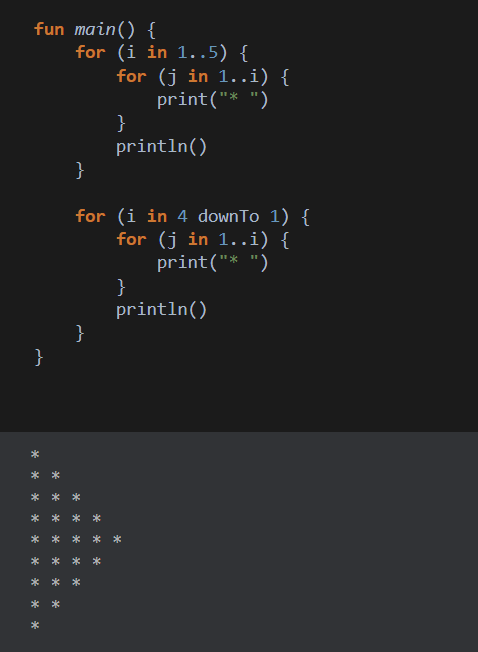 fun main() {
    for (i in 1..5) {
        for (j in 1..i) {
            print("* ")
        }
        println()
    }

    for (i in 4 downTo 1) {
        for (j in 1..i) {
            print("* ")
        }
        println()
    }
}
*
* *
* * *
* * * *
* * * * *
* * * *
* * *
* *
*